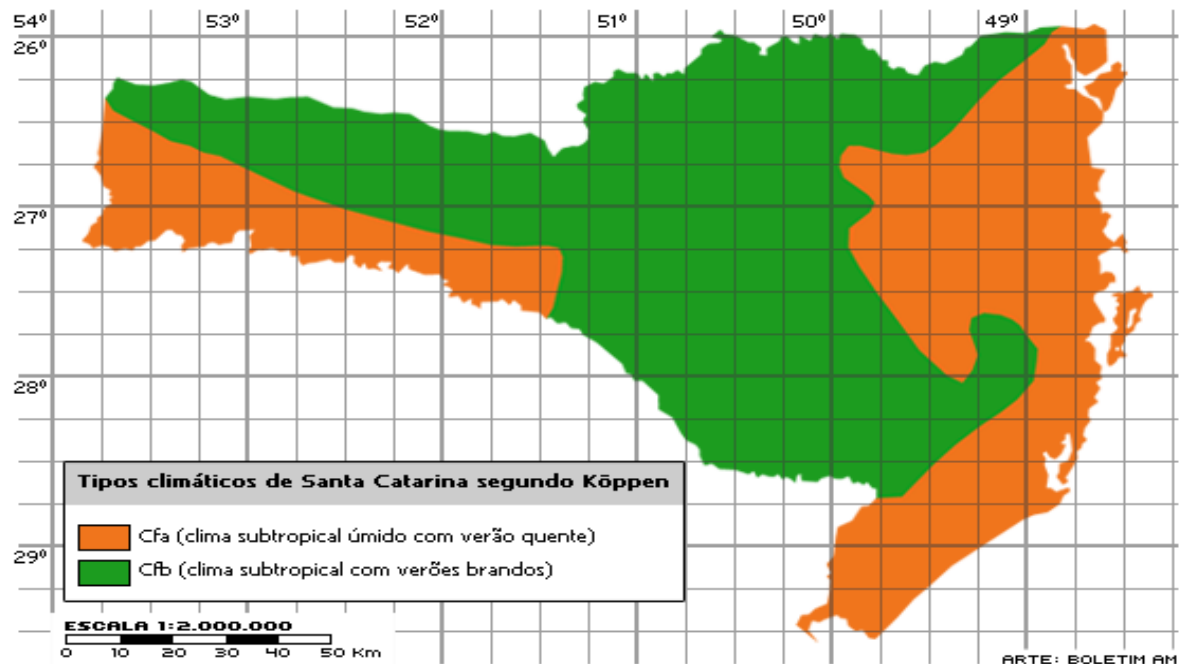 54º 53º 52º 51º 50º 49º
26º
27º
28º
29º
Tipos climáticos de Santa Catarina segundo Köppen
Cfa (clima subtropical úmido com verão quente)
Cfb (clima subtropical com verões brandos)
ESCALA 1:2.000.000
0 10 20 30 40 50 Km
ARTE: BOLETIM AM